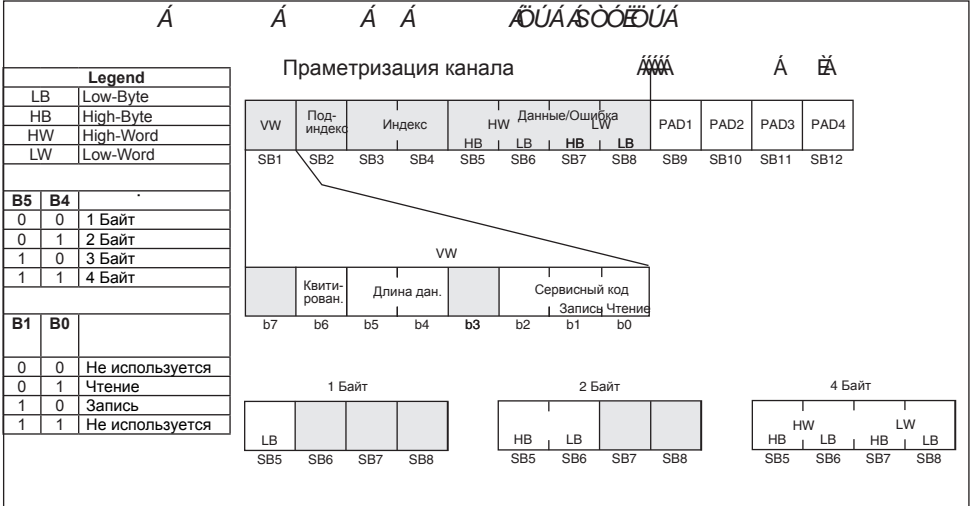 Праметризация канала
Legend
LB Low-Byte
HB High-Byte
HW High-Word
LW Low-Word
B5 B4
0 0 1 Байт
0 1 2 Байт
1 0 3 Байт
1 1 4 Байт
B1 B0
0 0 Не используется
0 1 Чтение
1 0 Запись
1 1 Не используется
VW Под-индекс Индекс Данные/Ошибка PAD1 PAD2 PAD3 PAD4
HW LW
HB LB HB LB
SB1 SB2 SB3 SB4 SB5 SB6 SB7 SB8 SB9 SB10 SB11 SB12
VW
Квити-рован. Длина дан. Сервисный код
Запись Чтение
b7 b6 b5 b4 b3 b2 b1 b0
1 Байт
LB
SB5 SB6 SB7 SB8
2 Байт
HB LB
SB5 SB6 SB7 SB8
4 Байт
HW LW
HB LB HB LB
SB5 SB6 SB7 SB8